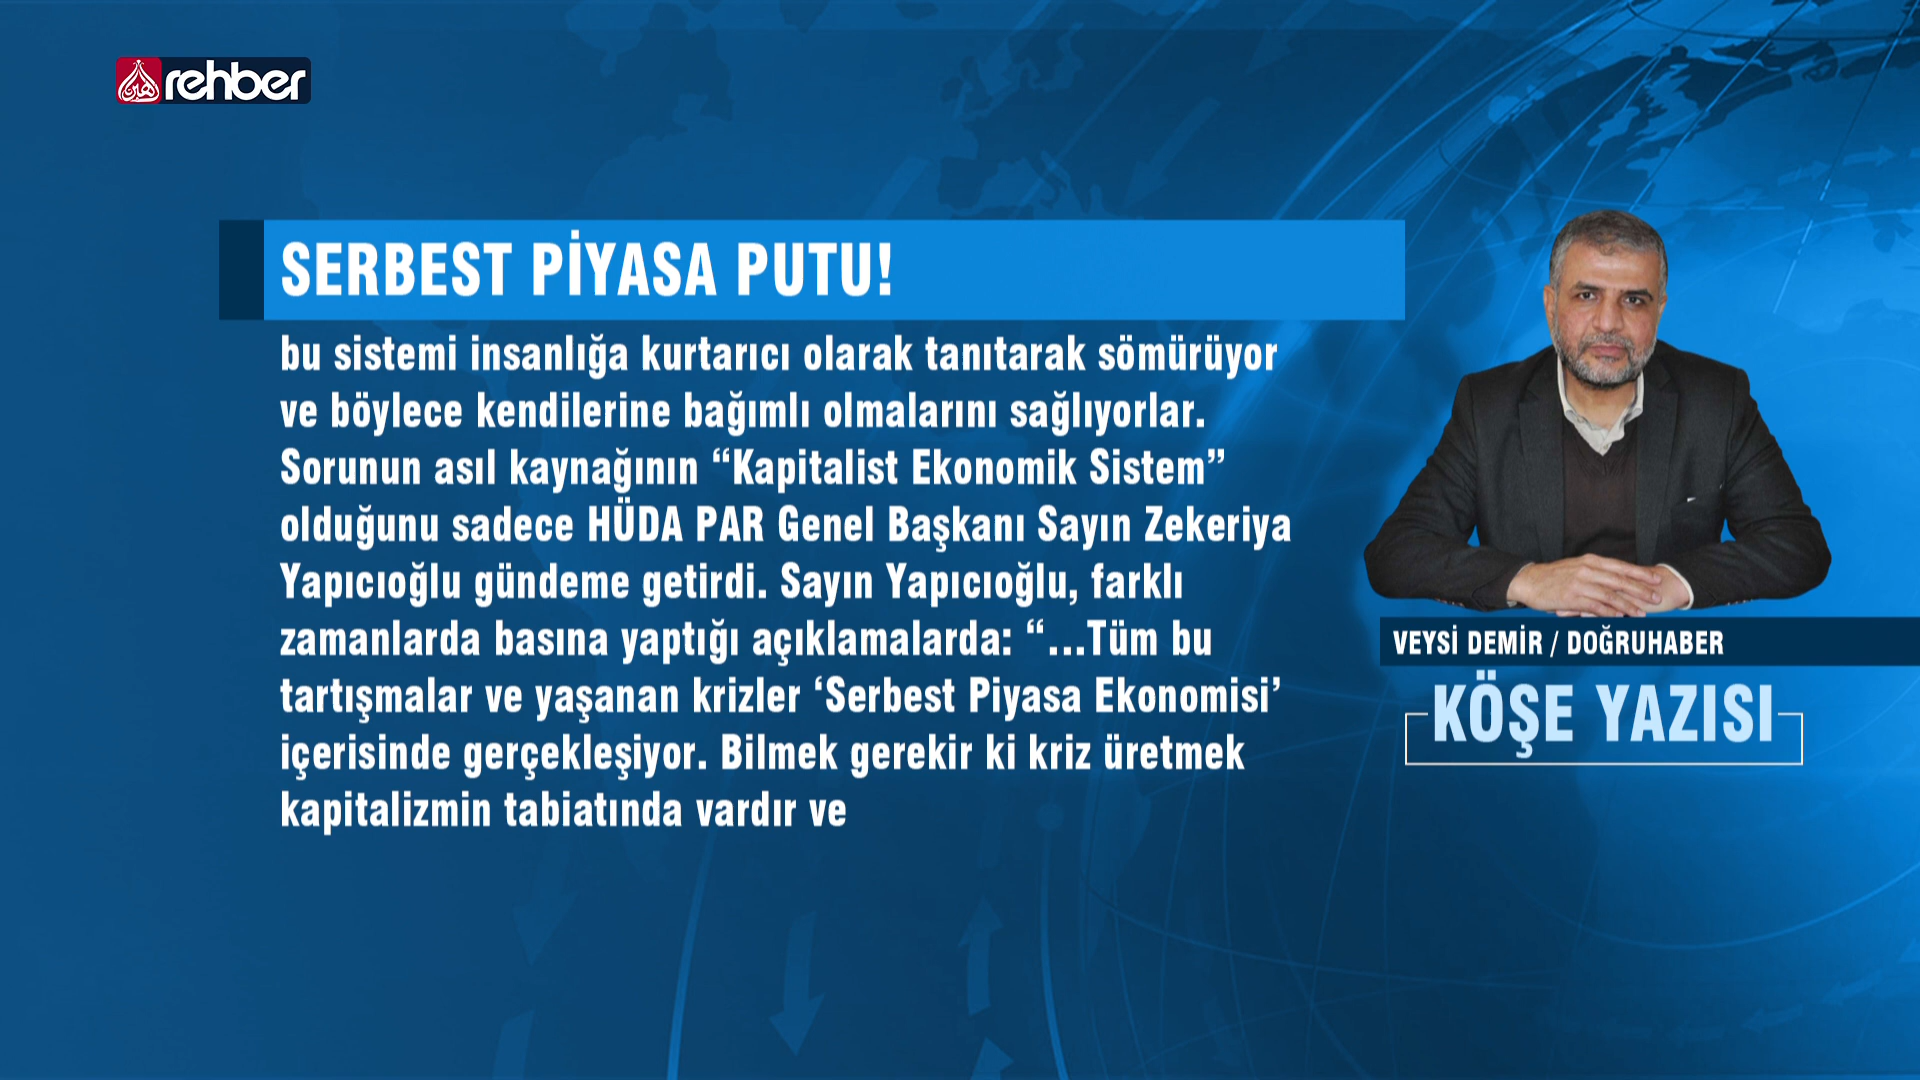 rehber
SERBEST PİYASA PUTU!
bu sistemi insanlığa kurtarıcı olarak tanıtarak sömürüyor
ve böylece kendilerine bağımlı olmalarını sağlıyorlar.
Sorunun asıl kaynağının “Kapitalist Ekonomik Sistem”
olduğunu sadece HÜDA PAR Genel Başkanı Sayın Zekeriya
Yapıcıoğlu gündeme getirdi. Sayın Yapıcıoğlu, farklı
zamanlarda basına yaptığı açıklamalarda: “...Tüm bu
tartışmalar ve yaşanan krizler ‘Serbest Piyasa Ekonomisi’
içerisinde gerçekleşiyor. Bilmek gerekir ki kriz üretmek
kapitalizmin tabiatında vardır ve
VEYSİ DEMİR / DOĞRUHABER
KÖŞE YAZISI